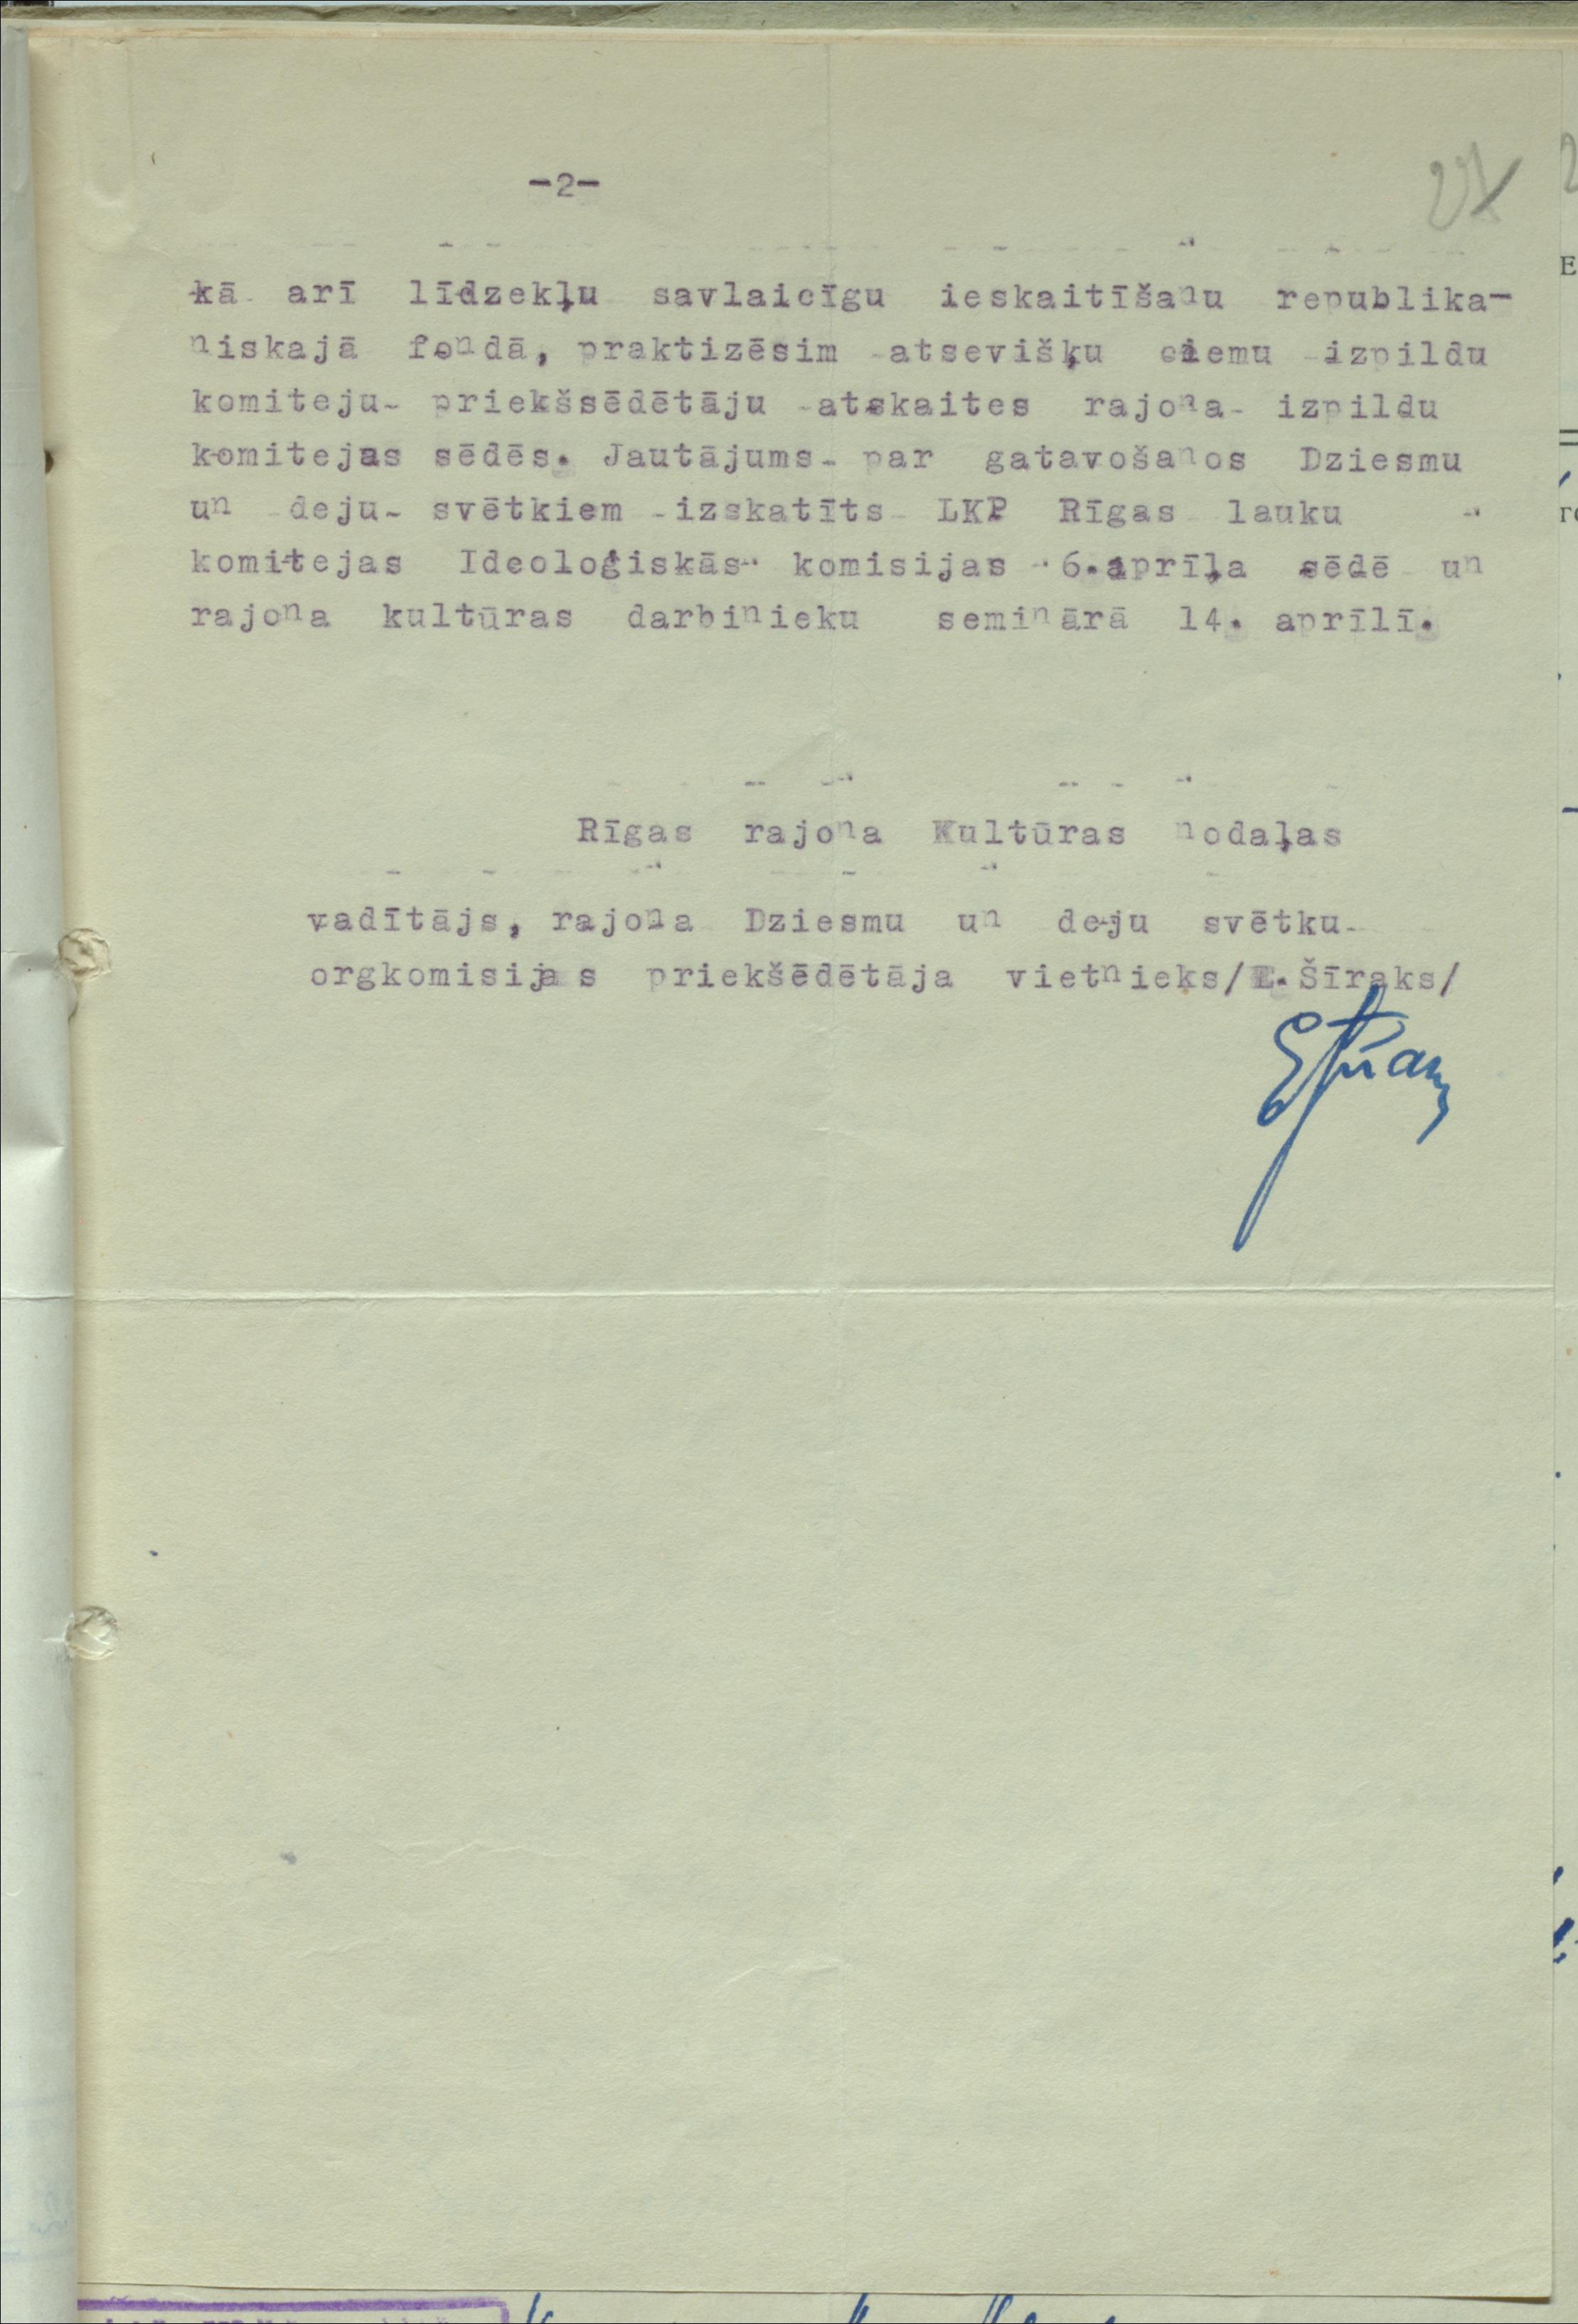 -2-
27
kā arī līdzekļu savlaicīgu ieskaitīšanu republika-
niskajā fondā, praktizēsim atsevišķu ciemu izpildu
komiteju priekšsēdētāju atskaites rajona izpildu
komitejas sēdēs. Jautājums par gatavošanos Dziesmu
un deju svētkiem izskatīts LKP Rīgas lauku
komitejas Ideoloģiskās komisijas 6.aprīļa sēdē un
rajona kultūras darbinieku seminārā 14. aprīlī.
Rīgas rajona Kultūras nodaļas
vadītājs, rajona Dziesmu un deju svētku
orgkomisijas priekšēdētāja vietnieks/E.Šīraks/